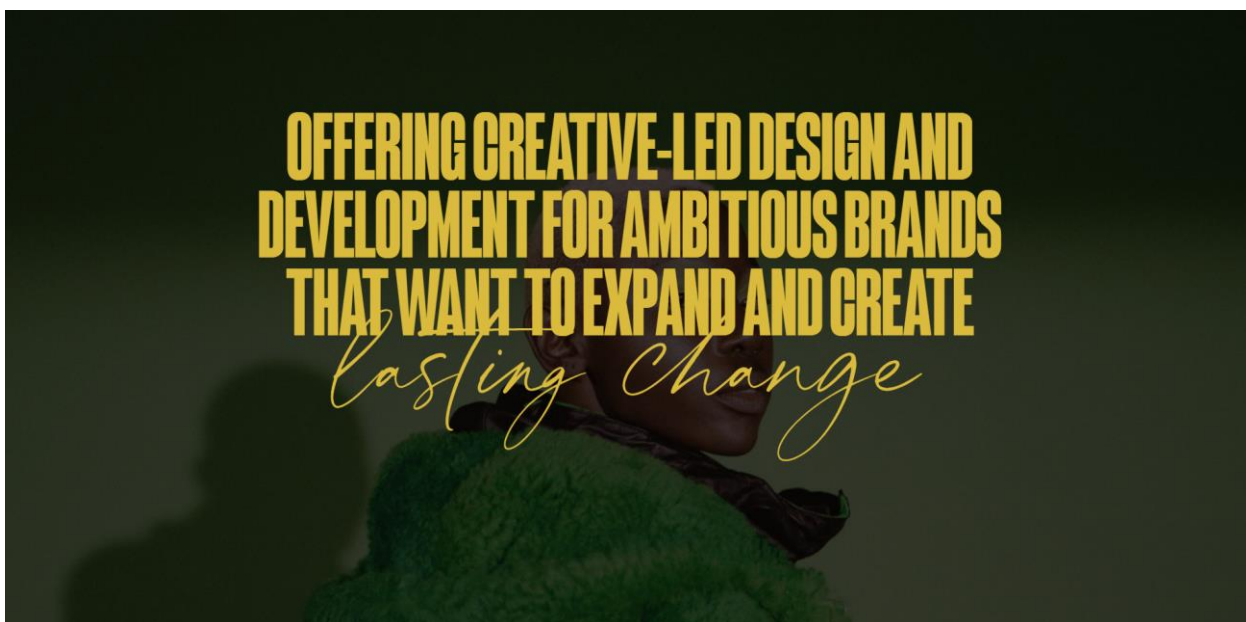 OFFERING CREATIVE-LED DESIGN AND
DEVELOPMENT FOR AMBITIOUS BRANDS
THAT WANT TO EXPAND AND CREATE
lasting change